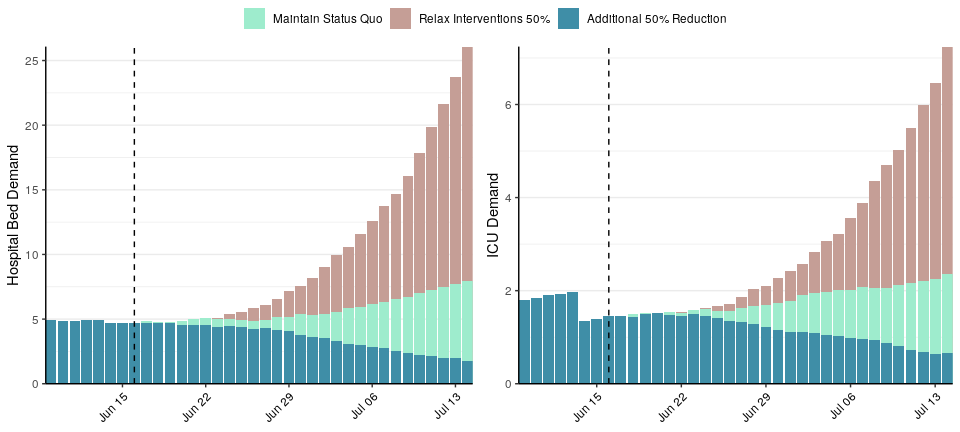 Maintain Status Quo Relax Interventions 50% Additional 50% Reduction
Hospital Bed Demand
25
20
15
10
5
0
Jun 15 Jun 22 Jun 29 Jul 06 Jul 13
ICU Demand
6
4
2
0
Jun 15 Jun 22 Jun 29 Jul 06 Jul 13